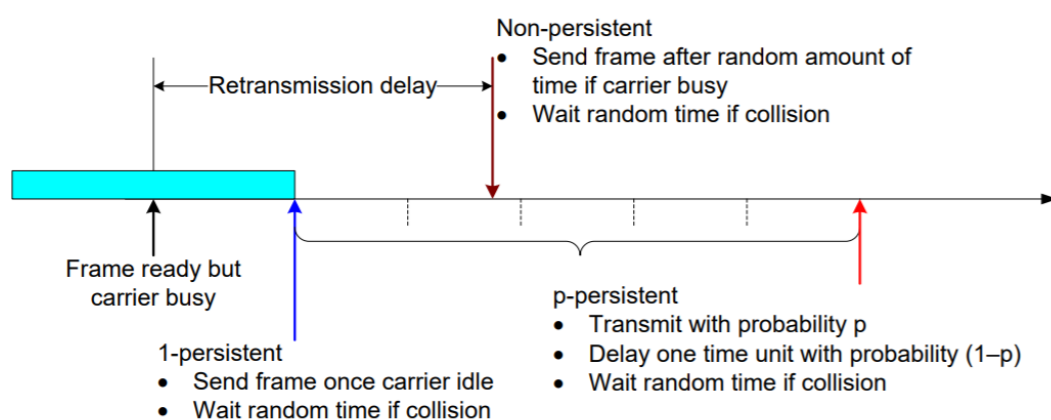 Non-persistent
• Send frame after random amount of
time if carrier busy
• Wait random time if collision
Retransmission delay
Frame ready but
carrier busy
1-persistent
• Send frame once carrier idle
• Wait random time if collision
p-persistent
• Transmit with probability p
• Delay one time unit with probability (1–p)
• Wait random time if collision